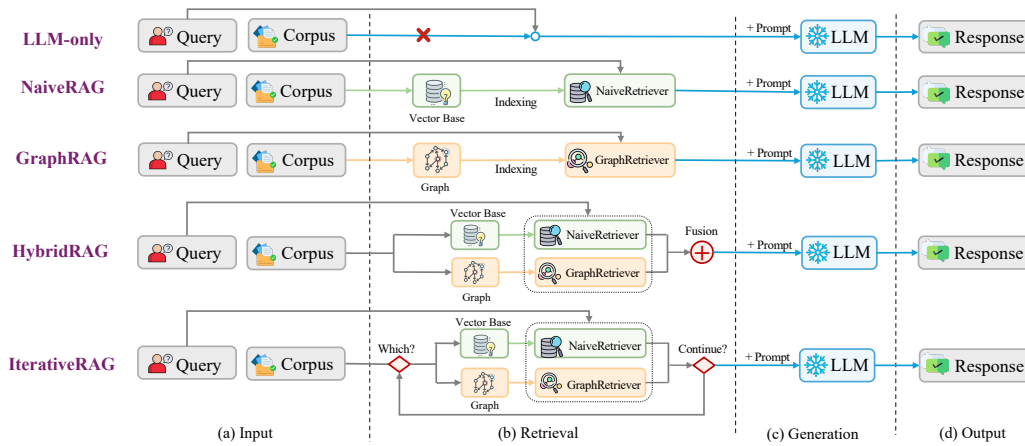 LLM-only
Query
Corpus
+ Prompt
LLM
Response
NaiveRAG
Query
Corpus
Vector Base
Indexing
NaiveRetriever
+ Prompt
LLM
Response
GraphRAG
Query
Corpus
Graph
Indexing
GraphRetriever
+ Prompt
LLM
Response
HybridRAG
Query
Corpus
Vector Base
Graph
NaiveRetriever
GraphRetriever
Fusion
+ Prompt
LLM
Response
IterativeRAG
Query
Corpus
Which?
Vector Base
Graph
NaiveRetriever
GraphRetriever
Continue?
+ Prompt
LLM
Response
(a) Input
(b) Retrieval
(c) Generation
(d) Output